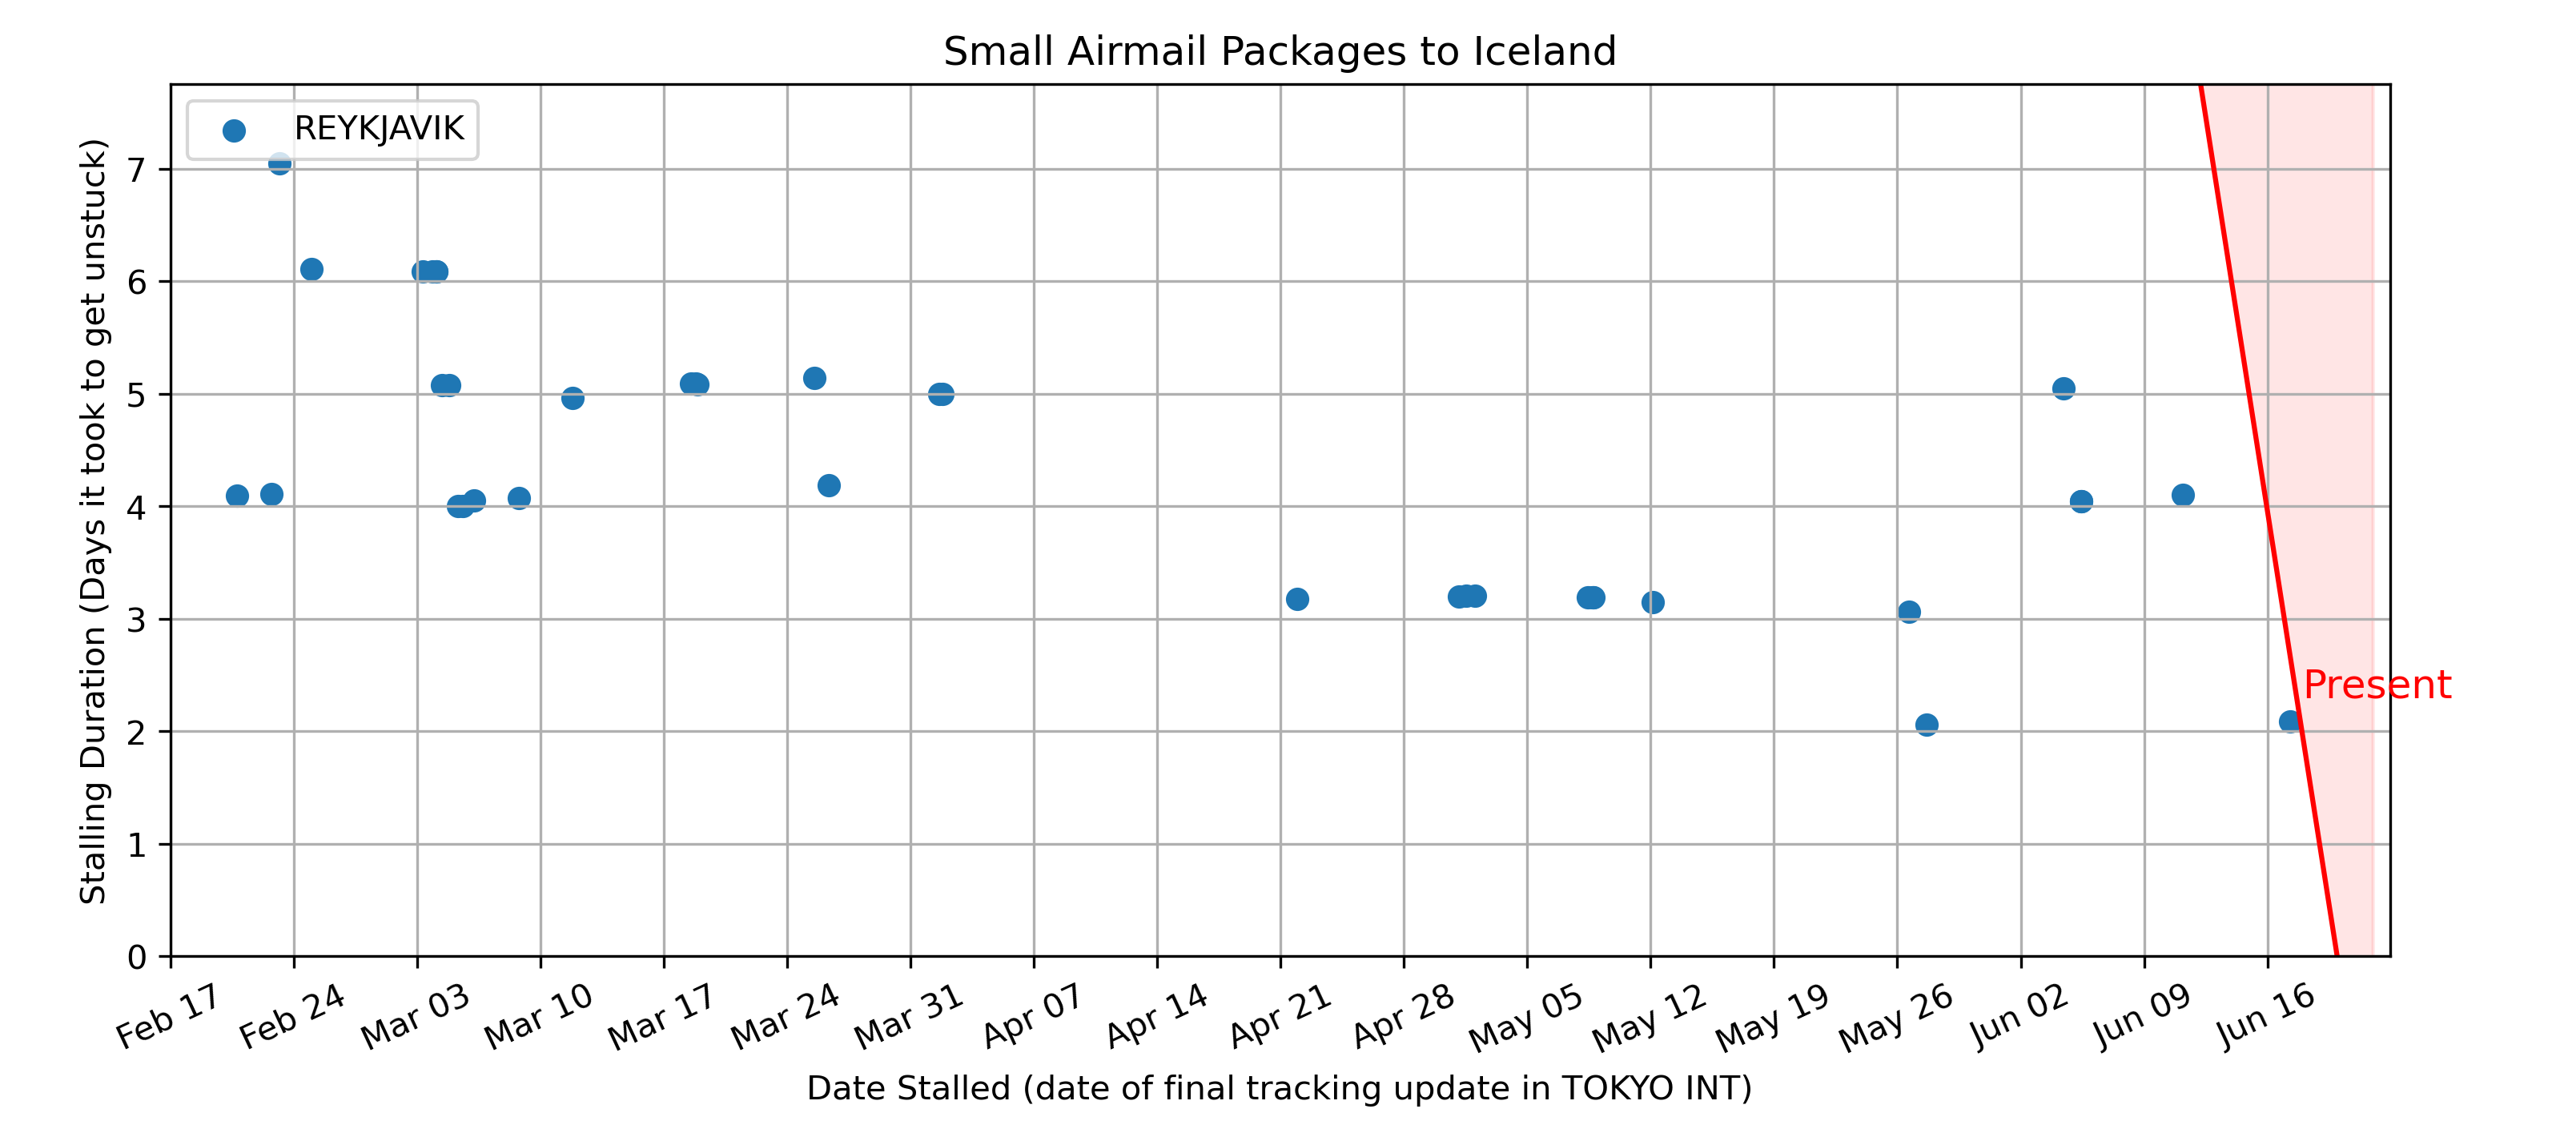 Small Airmail Packages to Iceland
REYKJAVIK
Stalling Duration (Days it took to get unstuck)
7
6
5
4
3
2
1
0
Present
Feb 17
Feb 24
Mar 03
Mar 10
Mar 17
Mar 24
Mar 31
Apr 07
Apr 14
Apr 21
Apr 28
May 05
May 12
May 19
May 26
Jun 02
Jun 09
Jun 16
Date Stalled (date of final tracking update in TOKYO INT)